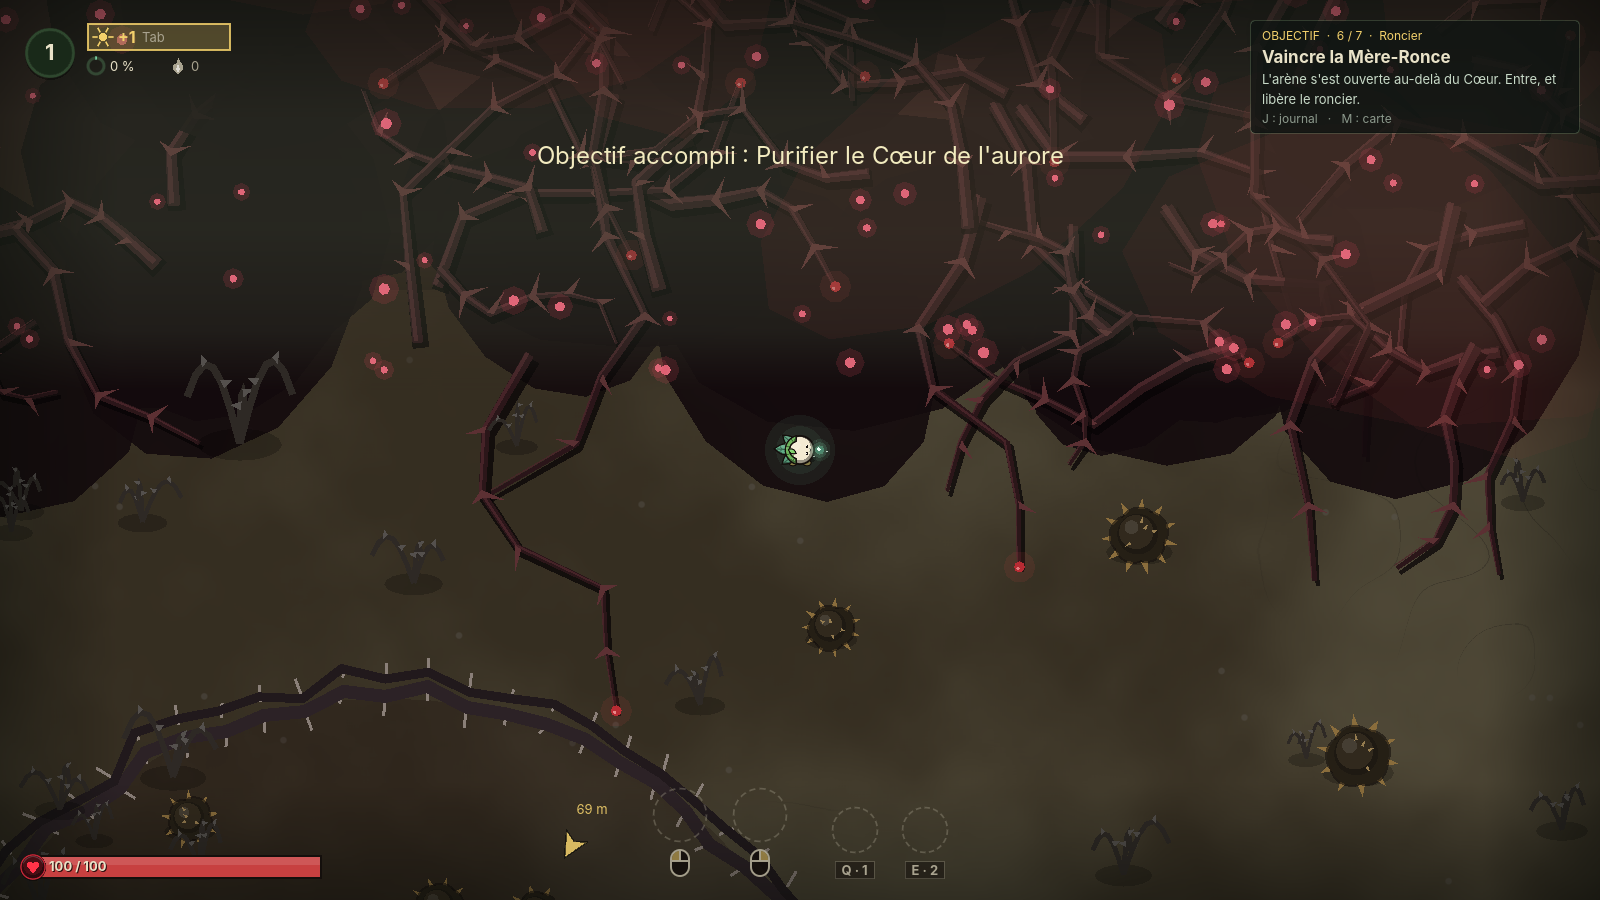 1
+1 Tab
0 %
0
OBJECTIF · 6 / 7 · Roncier
Vaincre la Mère-Ronce
L'arène s'est ouverte au-delà du Cœur. Entre, et
libère le roncier.
J : journal · M : carte
Objectif accompli : Purifier le Cœur de l'aurore
69 m
100 / 100
Q · 1
E · 2